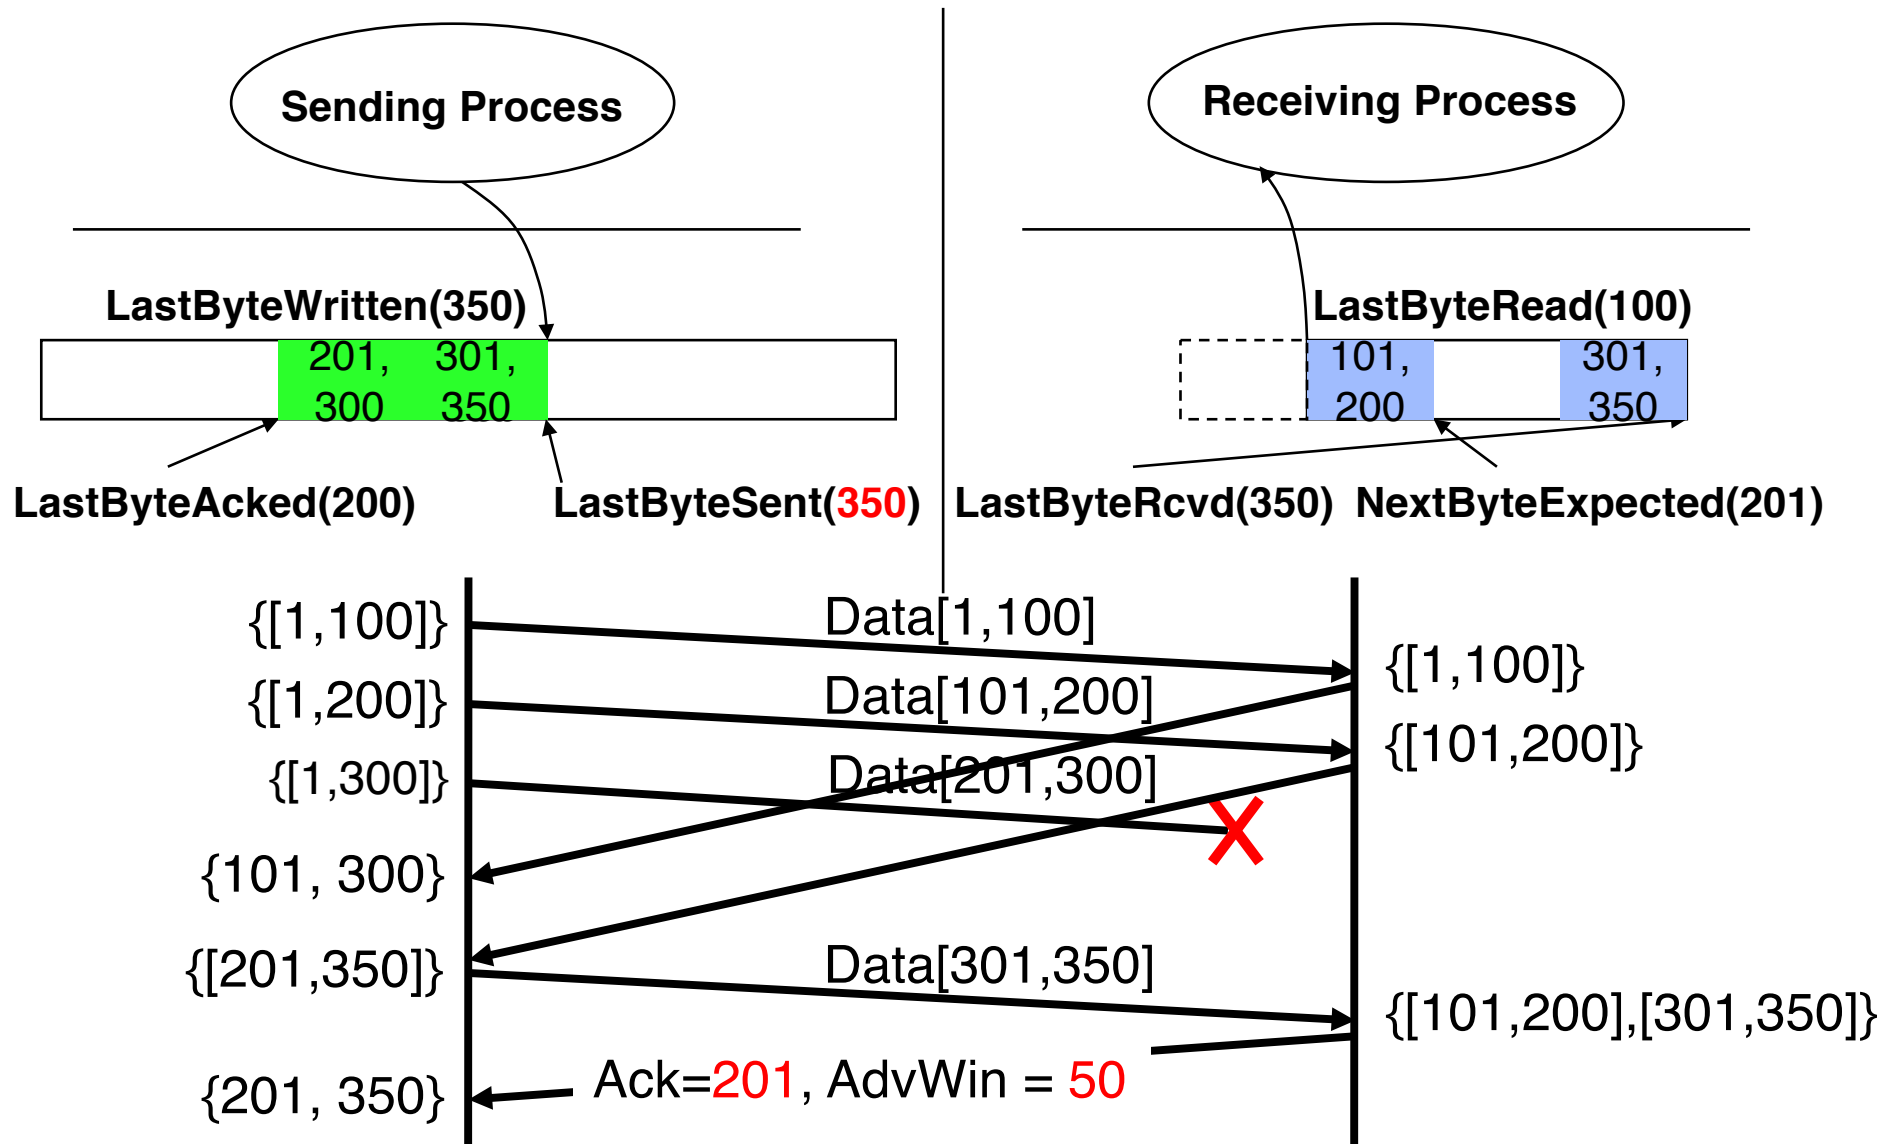 Sending Process
Receiving Process
LastByteWritten(350)
LastByteRead(100)
201,
300
301,
350
101,
200
301,
350
LastByteAcked(200)
LastByteSent(350)
LastByteRcvd(350)
NextByteExpected(201)
{[1,100]}
Data[1,100]
{[1,100]}
{[1,200]}
Data[101,200]
{[101,200]}
{[1,300]}
Data[201,300]
{101, 300}
{[201,350]}
Data[301,350]
{[101,200],[301,350]}
Ack=201, AdvWin = 50
{201, 350}